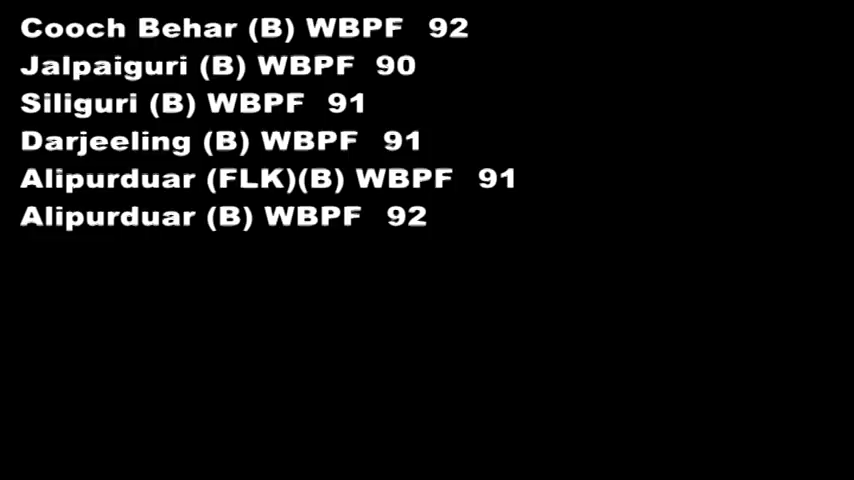 Cooch Behar (B) WBPF 92
Jalpaiguri (B) WBPF 90
Siliguri (B) WBPF 91
Darjeeling (B) WBPF 91
Alipurduar (FLK)(B) WBPF 91
Alipurduar (B) WBPF 92